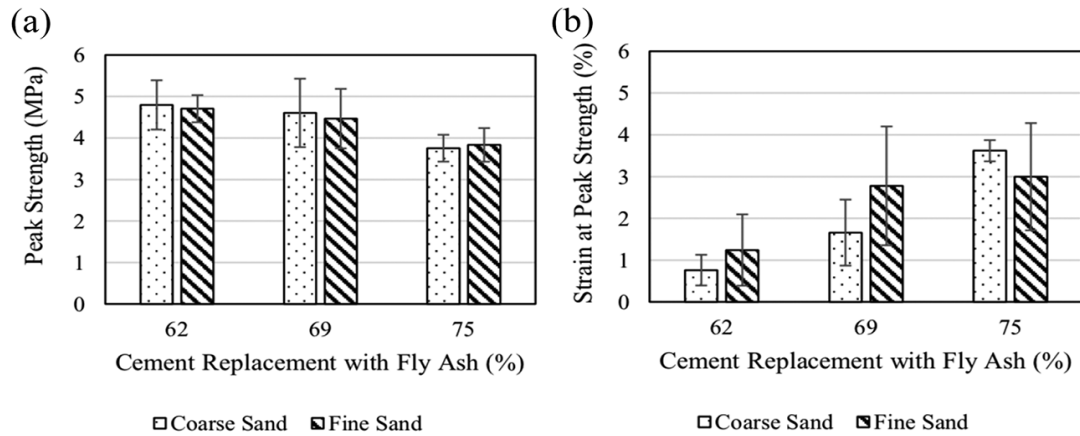 (a)
Peak Strength (MPa)
6
5
4
3
2
1
0
62 69 75
Cement Replacement with Fly Ash (%)
Coarse Sand Fine Sand
(b)
Strain at Peak Strength (%)
6
5
4
3
2
1
0
62 69 75
Cement Replacement with Fly Ash (%)
Coarse Sand Fine Sand